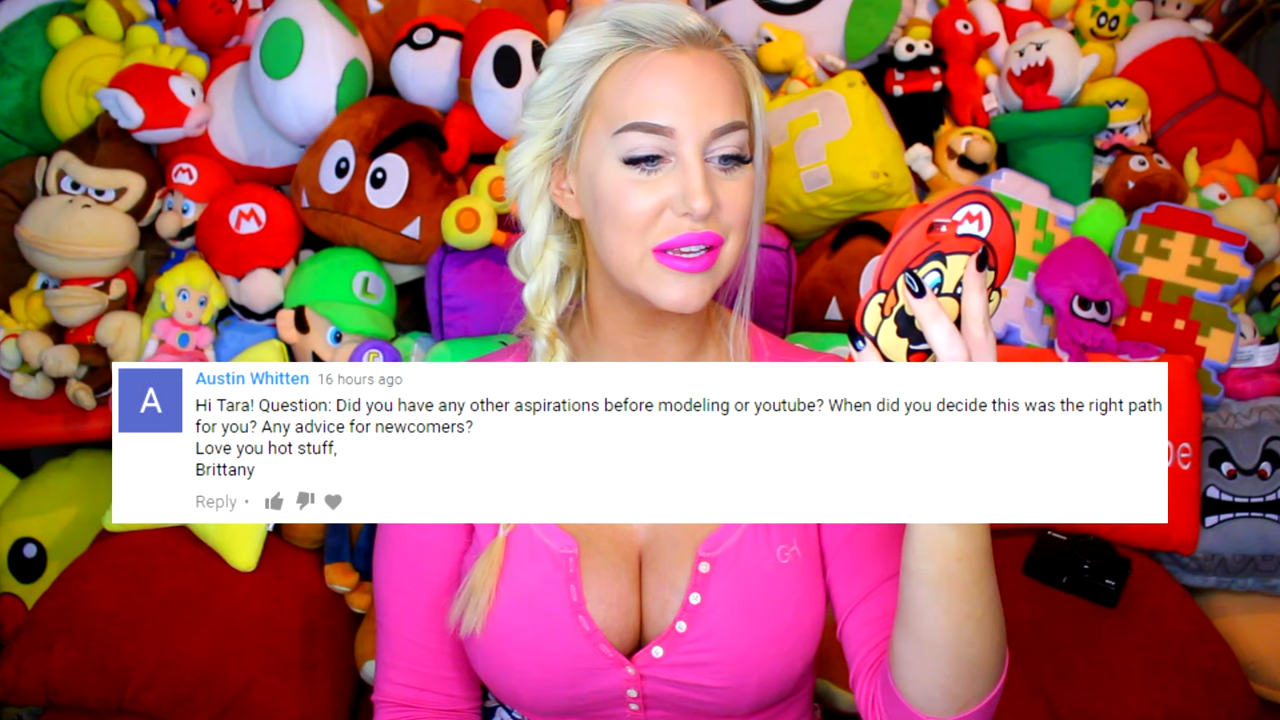 A
Austin Whitten 16 hours ago
Hi Tara! Question: Did you have any other aspirations before modeling or youtube? When did you decide this was the right path
for you? Any advice for newcomers?
Love you hot stuff,
Brittany
Reply •
M
M
L
?
M
GH